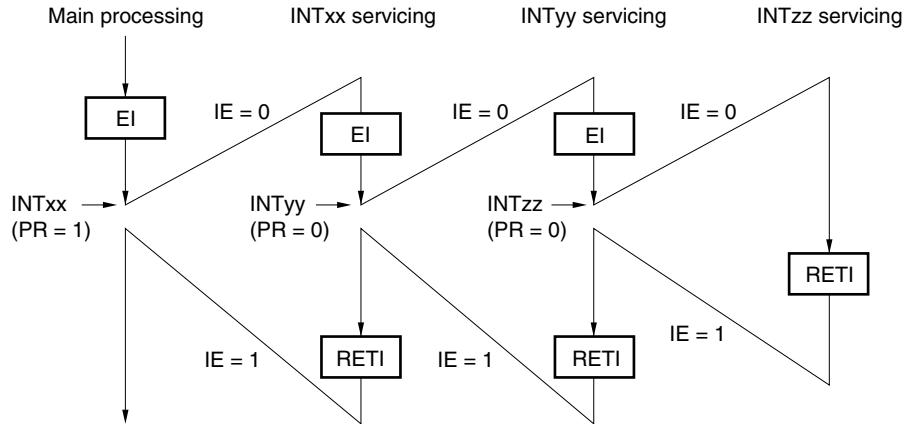 Main processing
INTxx servicing
INTyy servicing
INTzz servicing
IE = 0
IE = 0
IE = 0
EI
EI
EI
INTxx
(PR = 1)
INTyy
(PR = 0)
INTzz
(PR = 0)
RETI
IE = 1
IE = 1
IE = 1
RETI
RETI